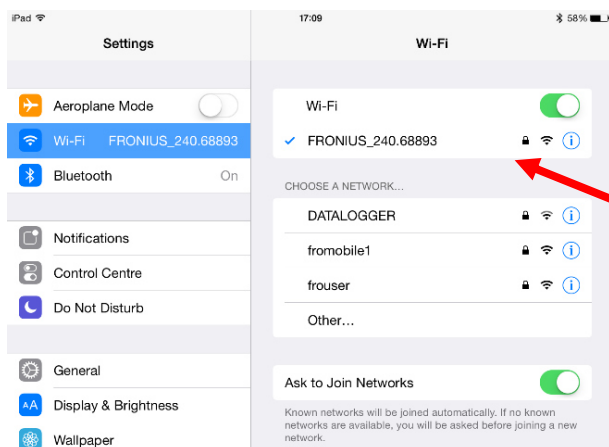 iPad 17:09 58%
Settings
Wi-Fi
Aeroplane Mode
Wi-Fi FRONIUS_240.68893
Bluetooth On
Notifications
Control Centre
Do Not Disturb
General
AA Display & Brightness
Wallpaper
Wi-Fi
FRONIUS_240.68893
CHOOSE A NETWORK...
DATALOGGER
fromobile1
frouser
Other...
Ask to Join Networks
Known networks will be joined automatically. If no known
networks are available, you will be asked before joining a new
network.